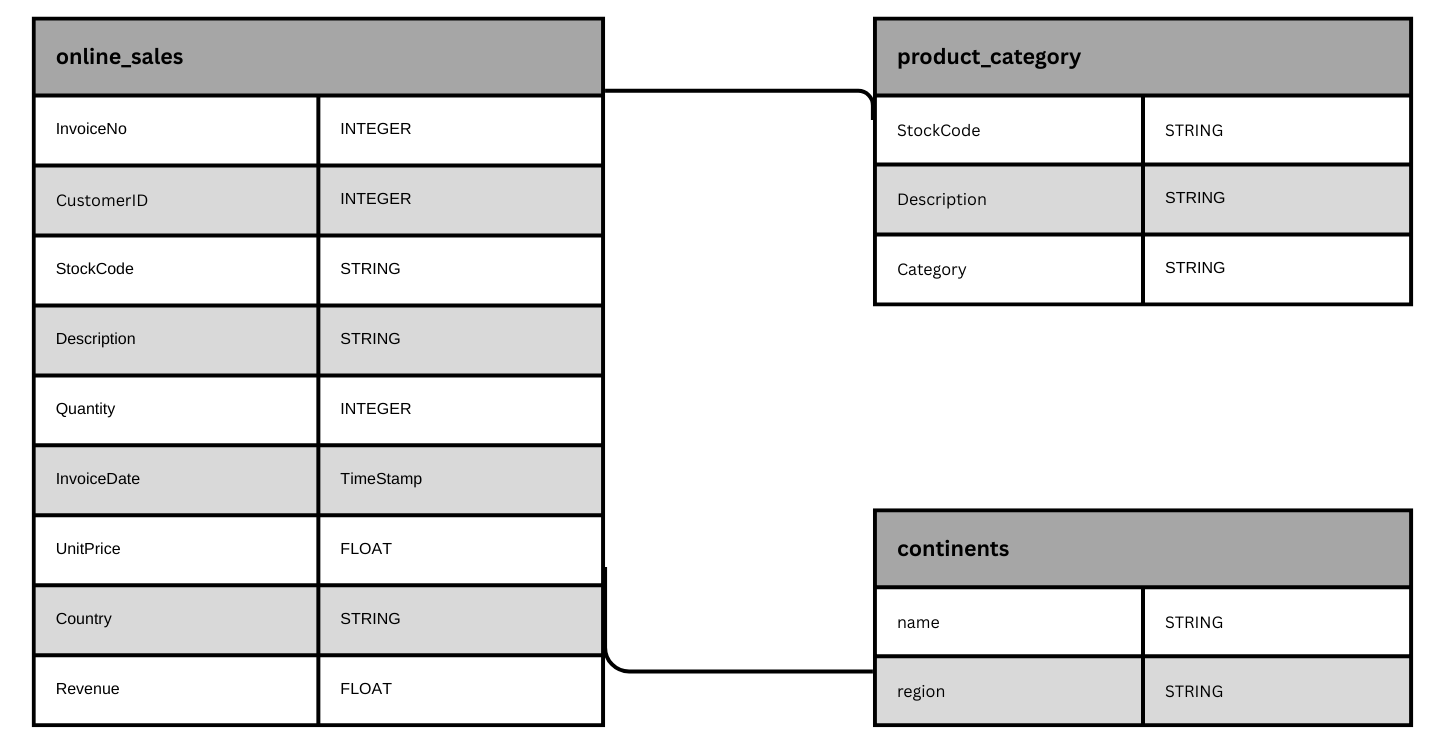 online_sales
InvoiceNo INTEGER
CustomerID INTEGER
StockCode STRING
Description STRING
Quantity INTEGER
InvoiceDate TimeStamp
UnitPrice FLOAT
Country STRING
Revenue FLOAT
product_category
StockCode STRING
Description STRING
Category STRING
continents
name STRING
region STRING